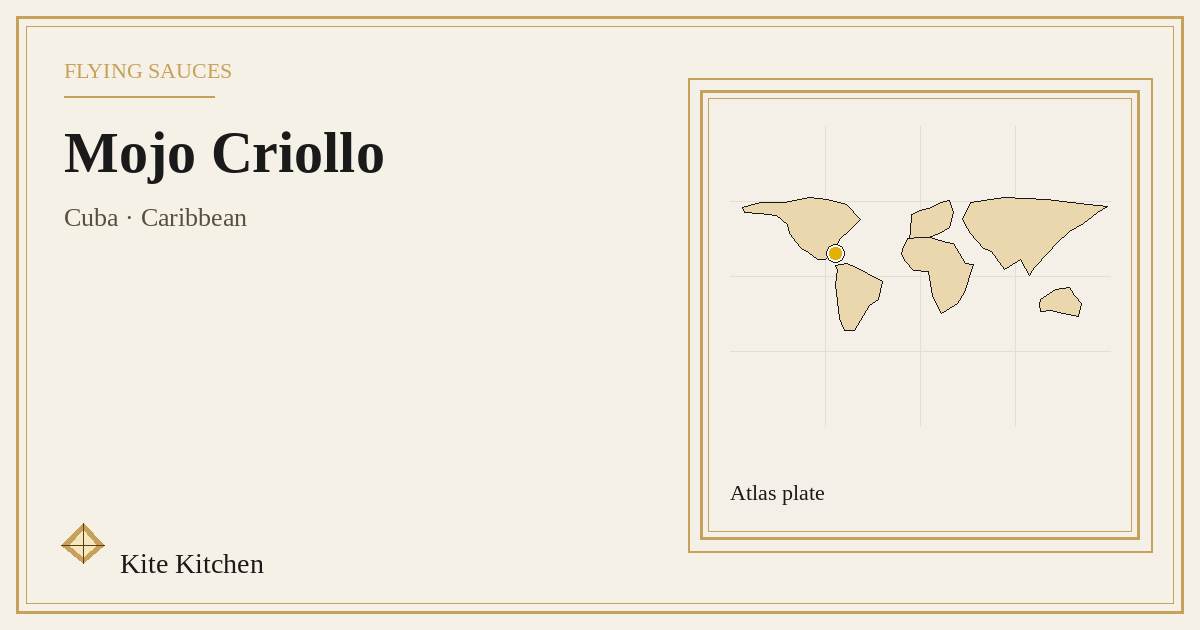 FLYING SAUCES
Mojo Criollo
Cuba · Caribbean
Atlas plate
Kite Kitchen